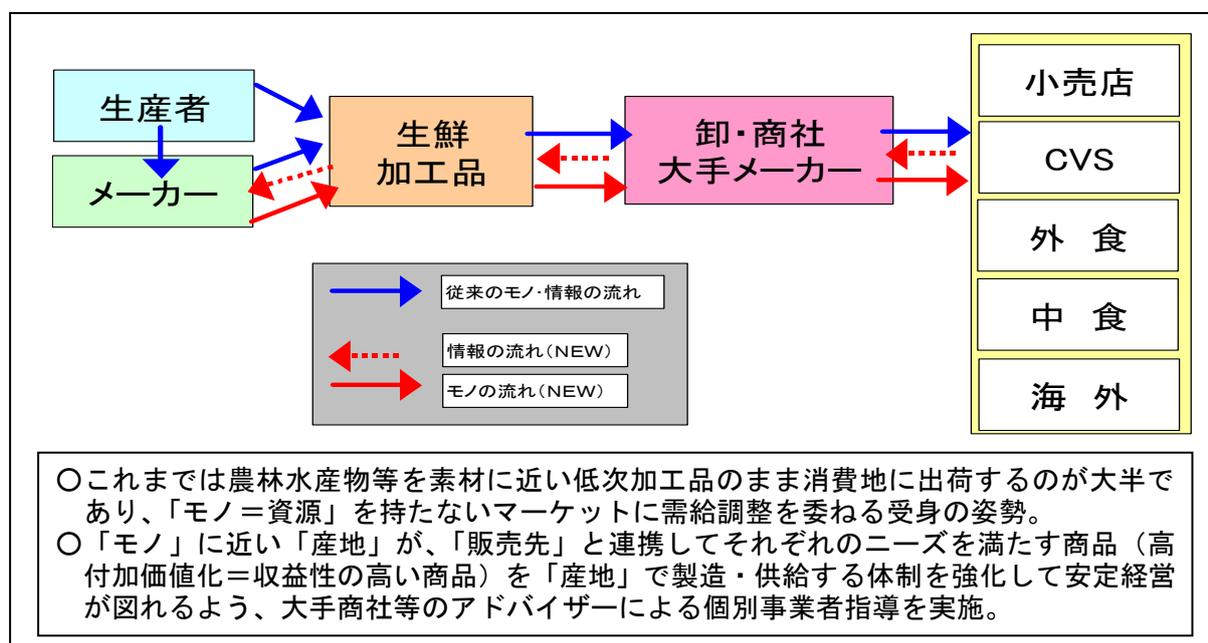 生産者
メーカー
生鮮
加工品
卸・商社
大手メーカー
小売店
CVS
外 食
中 食
海 外
従来のモノ・情報の流れ
情報の流れ(NEW)
モノの流れ(NEW)
○これまでは農林水産物等を素材に近い低次加工品のまま消費地に出荷するのが大半で
あり、「モノ=資源」を持たないマーケットに需給調整を委ねる受身の姿勢。
○「モノ」に近い「産地」が、「販売先」と連携してそれぞれのニーズを満たす商品(高
付加価値化=収益性の高い商品)を「産地」で製造・供給する体制を強化して安定経営
が図れるよう、大手商社等のアドバイザーによる個別事業者指導を実施。